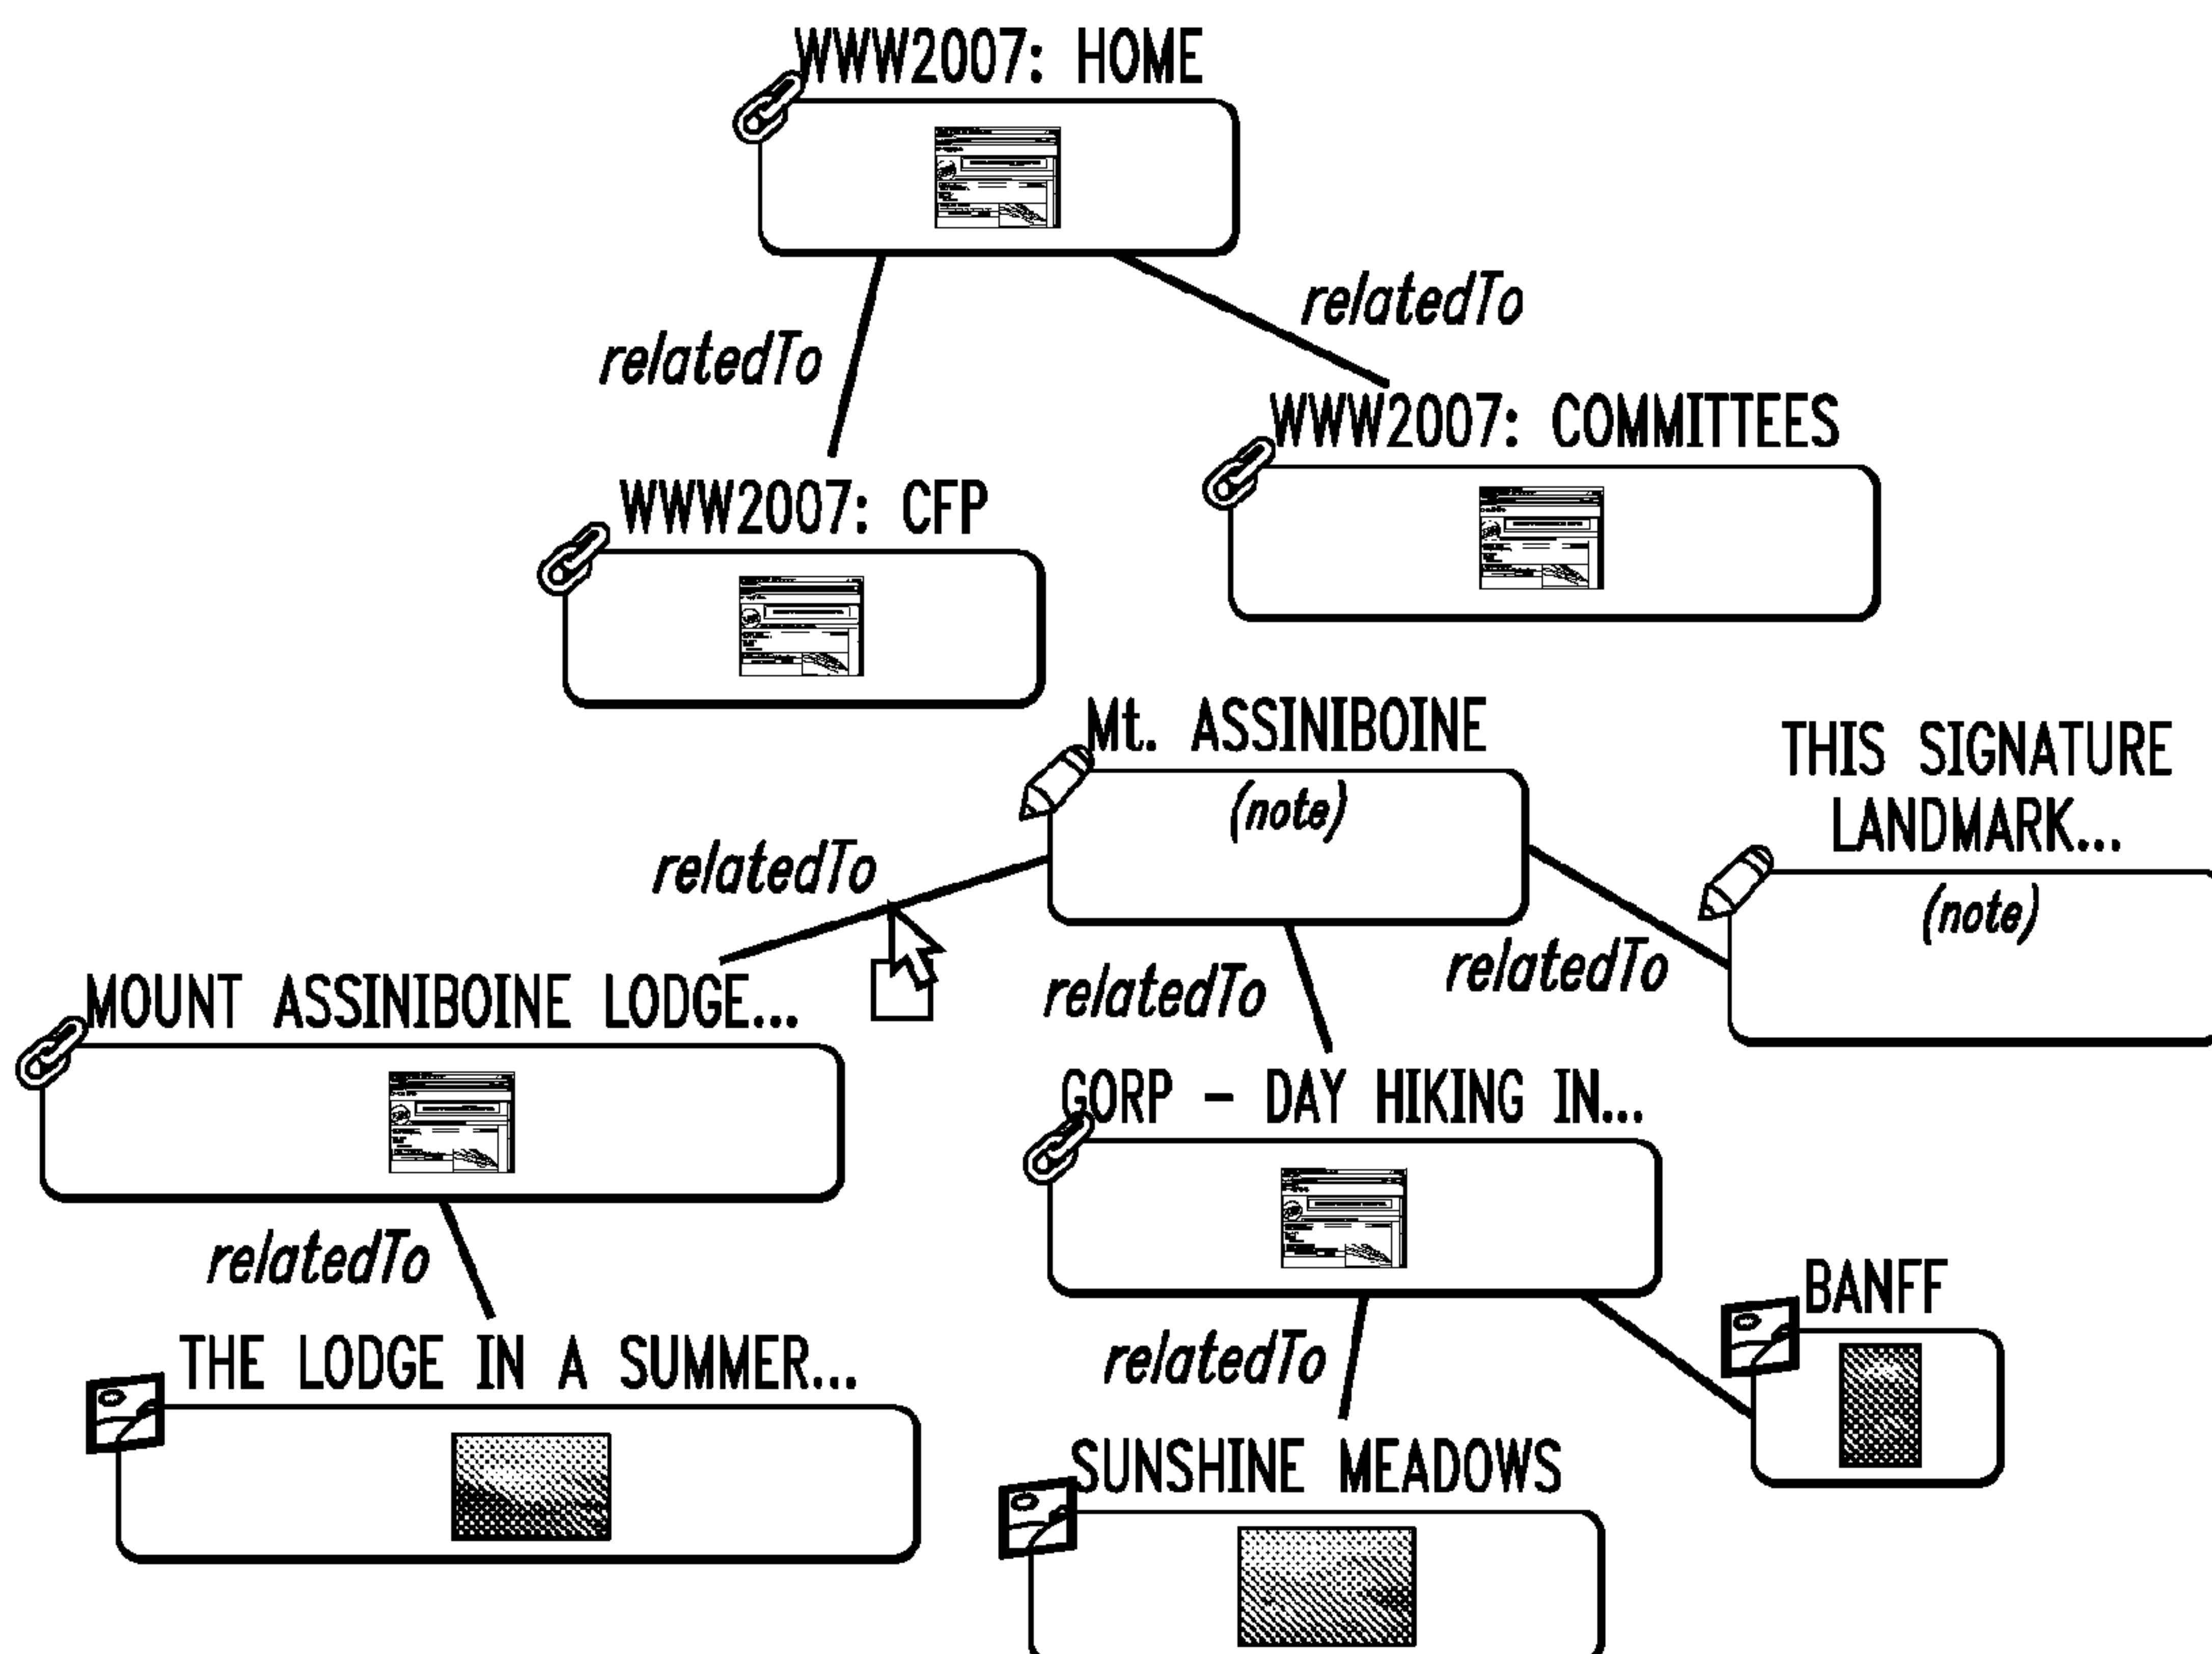 WWW2007: HOME
relatedTo
relatedTo
WWW2007: COMMITTEES
WWW2007: CFP
Mt. ASSINIBOINE
(note)
THIS SIGNATURE
LANDMARK...
(note)
relatedTo
relatedTo
relatedTo
MOUNT ASSINIBOINE LODGE...
GORP - DAY HIKING IN...
relatedTo
BANFF
THE LODGE IN A SUMMER...
relatedTo
SUNSHINE MEADOWS